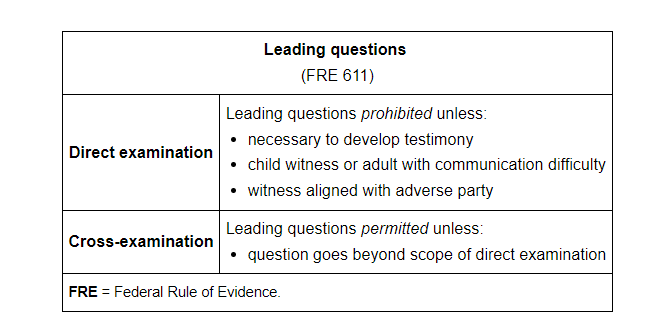 Leading questions
(FRE 611)
Direct examination
Leading questions prohibited unless:
• necessary to develop testimony
• child witness or adult with communication difficulty
• witness aligned with adverse party
Cross-examination
Leading questions permitted unless:
• question goes beyond scope of direct examination
FRE = Federal Rule of Evidence.